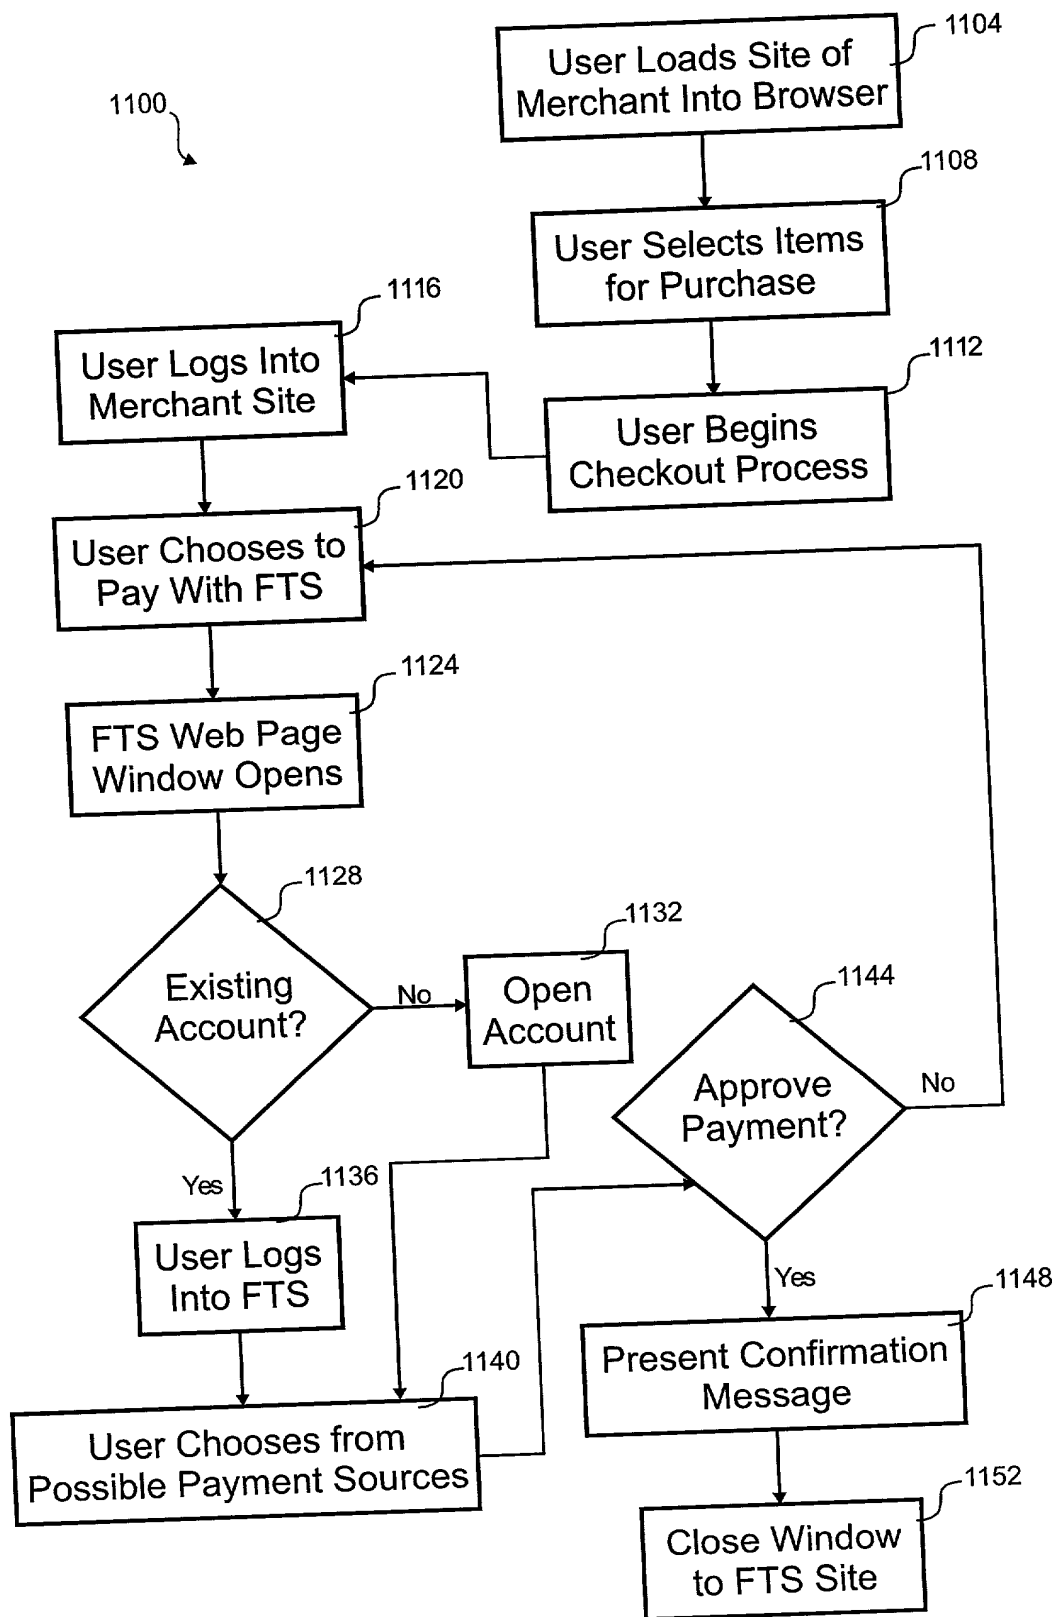 1100
1104
User Loads Site of
Merchant Into Browser
1108
User Selects Items
for Purchase
1112
User Begins
Checkout Process
1116
User Logs Into
Merchant Site
1120
User Chooses to
Pay With FTS
1124
FTS Web Page
Window Opens
1128
Existing
Account?
No
1132
Open
Account
Yes
1136
User Logs
Into FTS
1140
User Chooses from
Possible Payment Sources
1144
Approve
Payment?
No
Yes
1148
Present Confirmation
Message
1152
Close Window
to FTS Site